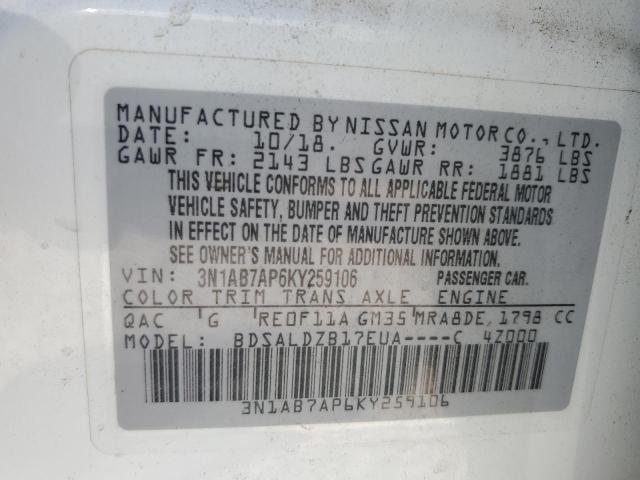 MANUFACTURED BY NISSAN MOTOR CO., LTD.
DATE: 10/18. GVWR: 3876 LBS
GAWR FR: 2143 LBS GAWR RR: 1881 LBS
THIS VEHICLE CONFORMS TO ALL APPLICABLE FEDERAL MOTOR
VEHICLE SAFETY, BUMPER AND THEFT PREVENTION STANDARDS
IN EFFECT ON THE DATE OF MANUFACTURE SHOWN ABOVE.
SEE OWNER'S MANUAL FOR ADDITIONAL INFORMATION.
VIN: 3N1AB7AP6KY259106 PASSENGER CAR.
COLOR TRIM TRANS AXLE ENGINE
QAC G RE0F11A GM35 MRA8DE, 1798 CC
MODEL: BDSALDZB17EUA----C 4Z000
3N1AB7AP6KY259106